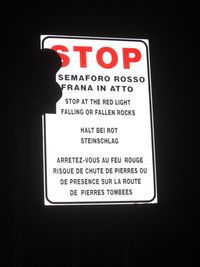 STOP
SEMAFORO ROSSO
FRANA IN ATTO
STOP AT THE RED LIGHT
FALLING OR FALLEN ROCKS
HALT BEI ROT
STEINSCHLAG
ARRETEZ-VOUS AU FEU ROUGE
RISQUE DE CHUTE DE PIERRES OU
DE PRESENCE SUR LA ROUTE
DE PIERRES TOMBÉES